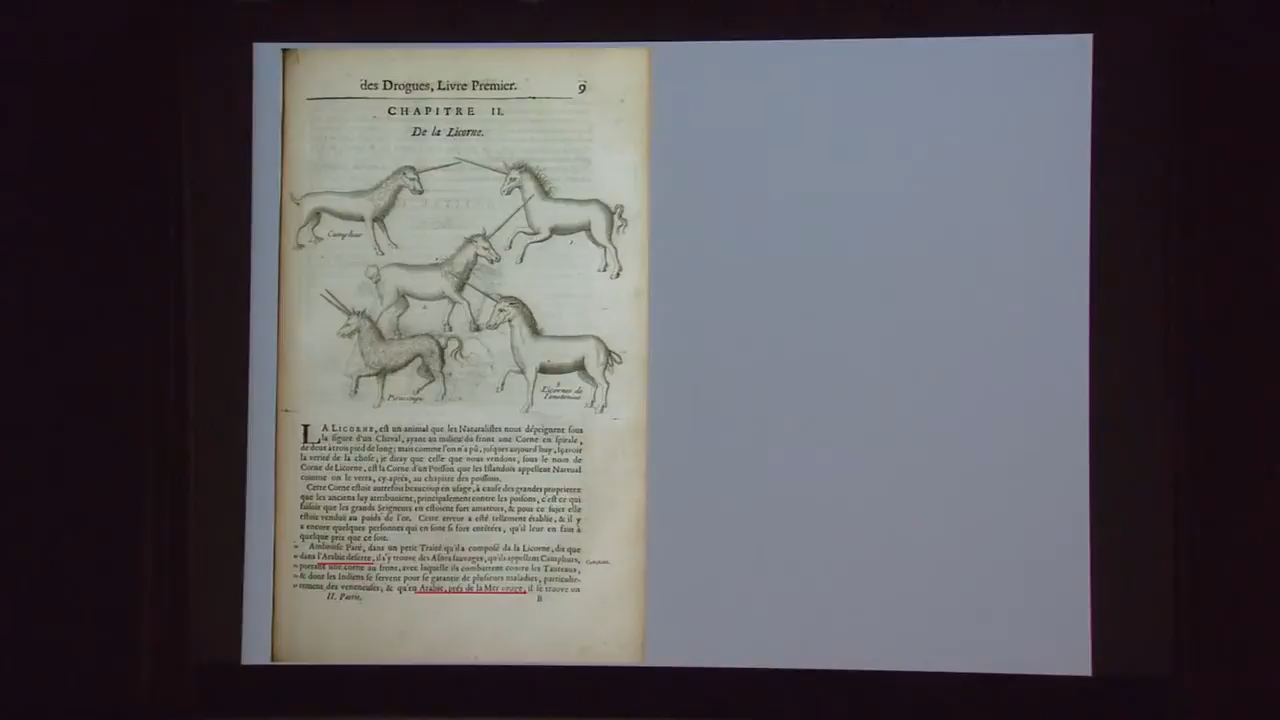 des Drogues, Livre Premier. 9
CHAPITRE II.
De la Licorne.
Camphur
Pirassoupi
3
Licornes de
LA LICORNE, est un animal que les Naturalistes nous dépeignent sous
la figure d'un Cheval, ayant au milieu du front une Corne en spirale,
de deux à trois pied de long; mais comme l'on n'a pû, jusques aujourd'huy, sçavoir
la verité de la chose, je diray que celle que nous vendons, sous le nom de
Corne de Licorne, est la Corne d'un Poisson que les Islandois appellent Narwal
comme on le verra, cy-aprés, au chapitre des poissons.
Cette Corne estoit autrefois beaucoup en usage, à cause des grandes proprietez
que les anciens luy attribuoient, principalement contre les poisons, c'est ce qui
faisoit que les grands Seigneurs en estoient fort amateurs, & pour ce sujet elle
estoit venduë au poids de l'or. Cette erreur a esté tellement établie, & il y
a encore quelques personnes qui en sont si fort entêtées, qu'il leur en faut à
quelque prix que ce soit.
„ Ambroise Paré, dans un petit Traité qu'il a composé da la Licorne, dit que
„ dans l'Arabie deserte, il s'y trouve des Asnes sauvages, qu'ils appellent Camphurs,
„ portant une corne au front, avec laquelle ils combattent contre les Taureaux,
„ & dont les Indiens se servent pour se garantir de plusieurs maladies, particulie-
„ rement des veneneuses; & qu'en Arabie, prés de la Mer rouge, il se trouve un
II. Partie. B